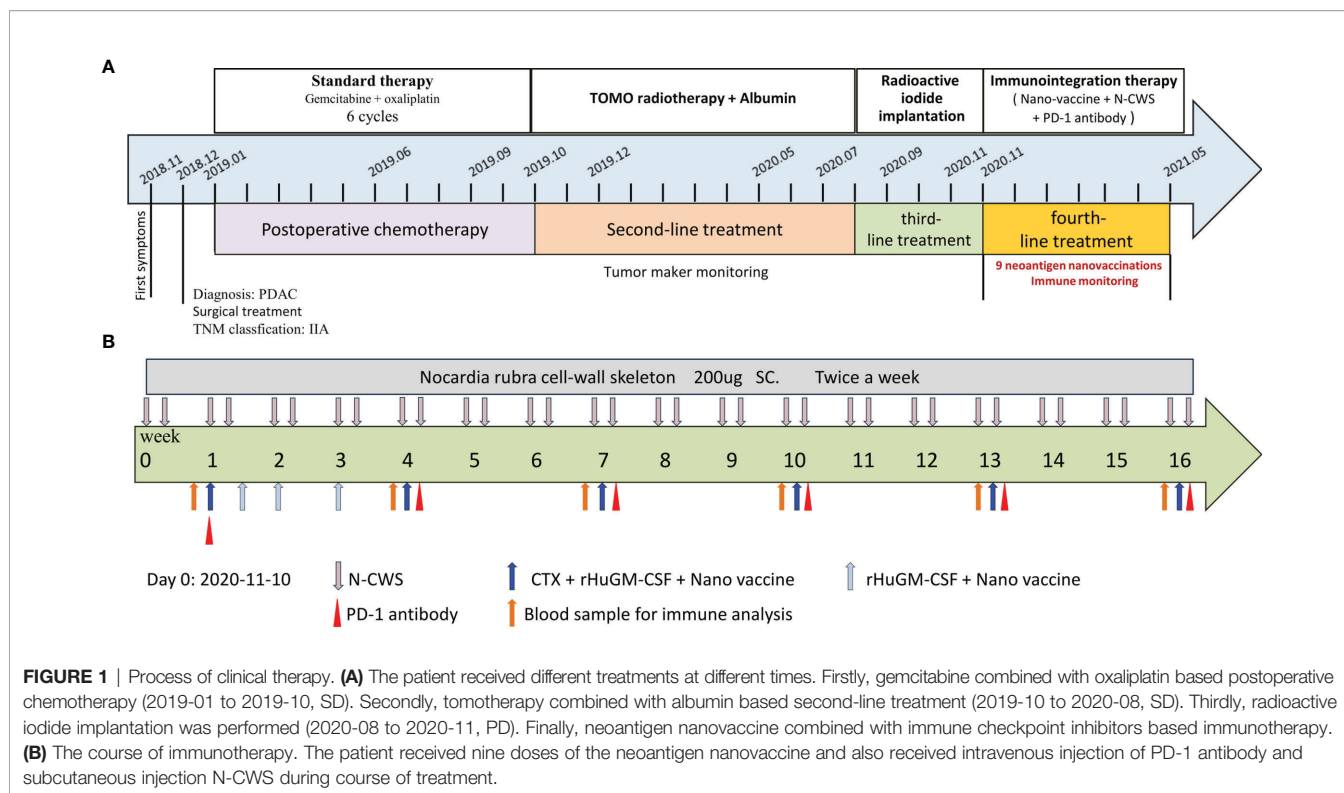 A
Standard therapy
Gemcitabine + oxaliplatin
6 cycles
TOMO radiotherapy + Albumin
Radioactive
iodide
implantation
Immunointegration therapy
( Nano-vaccine + N-CWS
+ PD-1 antibody )
2018.11
2018.12
2019.01
2019.06
2019.09
2019.10
2019.12
2020.05
2020.07
2020.09
2020.11
2020.11
2021.05
First symptoms
Postoperative chemotherapy
Second-line treatment
third-
line treatment
fourth-
line treatment
Tumor maker monitoring
9 neoantigen nanovaccinations
Immune monitoring
Diagnosis: PDAC
Surgical treatment
TNM classfication: IIA
B
Nocardia rubra cell-wall skeleton 200ug SC. Twice a week
week
0 1 2 3 4 5 6 7 8 9 10 11 12 13 14 15 16
Day 0: 2020-11-10
N-CWS
CTX + rHuGM-CSF + Nano vaccine
rHuGM-CSF + Nano vaccine
PD-1 antibody
Blood sample for immune analysis
FIGURE 1 | Process of clinical therapy. (A) The patient received different treatments at different times. Firstly, gemcitabine combined with oxaliplatin based postoperative
chemotherapy (2019-01 to 2019-10, SD). Secondly, tomotherapy combined with albumin based second-line treatment (2019-10 to 2020-08, SD). Thirdly, radioactive
iodide implantation was performed (2020-08 to 2020-11, PD). Finally, neoantigen nanovaccine combined with immune checkpoint inhibitors based immunotherapy.
(B) The course of immunotherapy. The patient received nine doses of the neoantigen nanovaccine and also received intravenous injection of PD-1 antibody and
subcutaneous injection N-CWS during course of treatment.